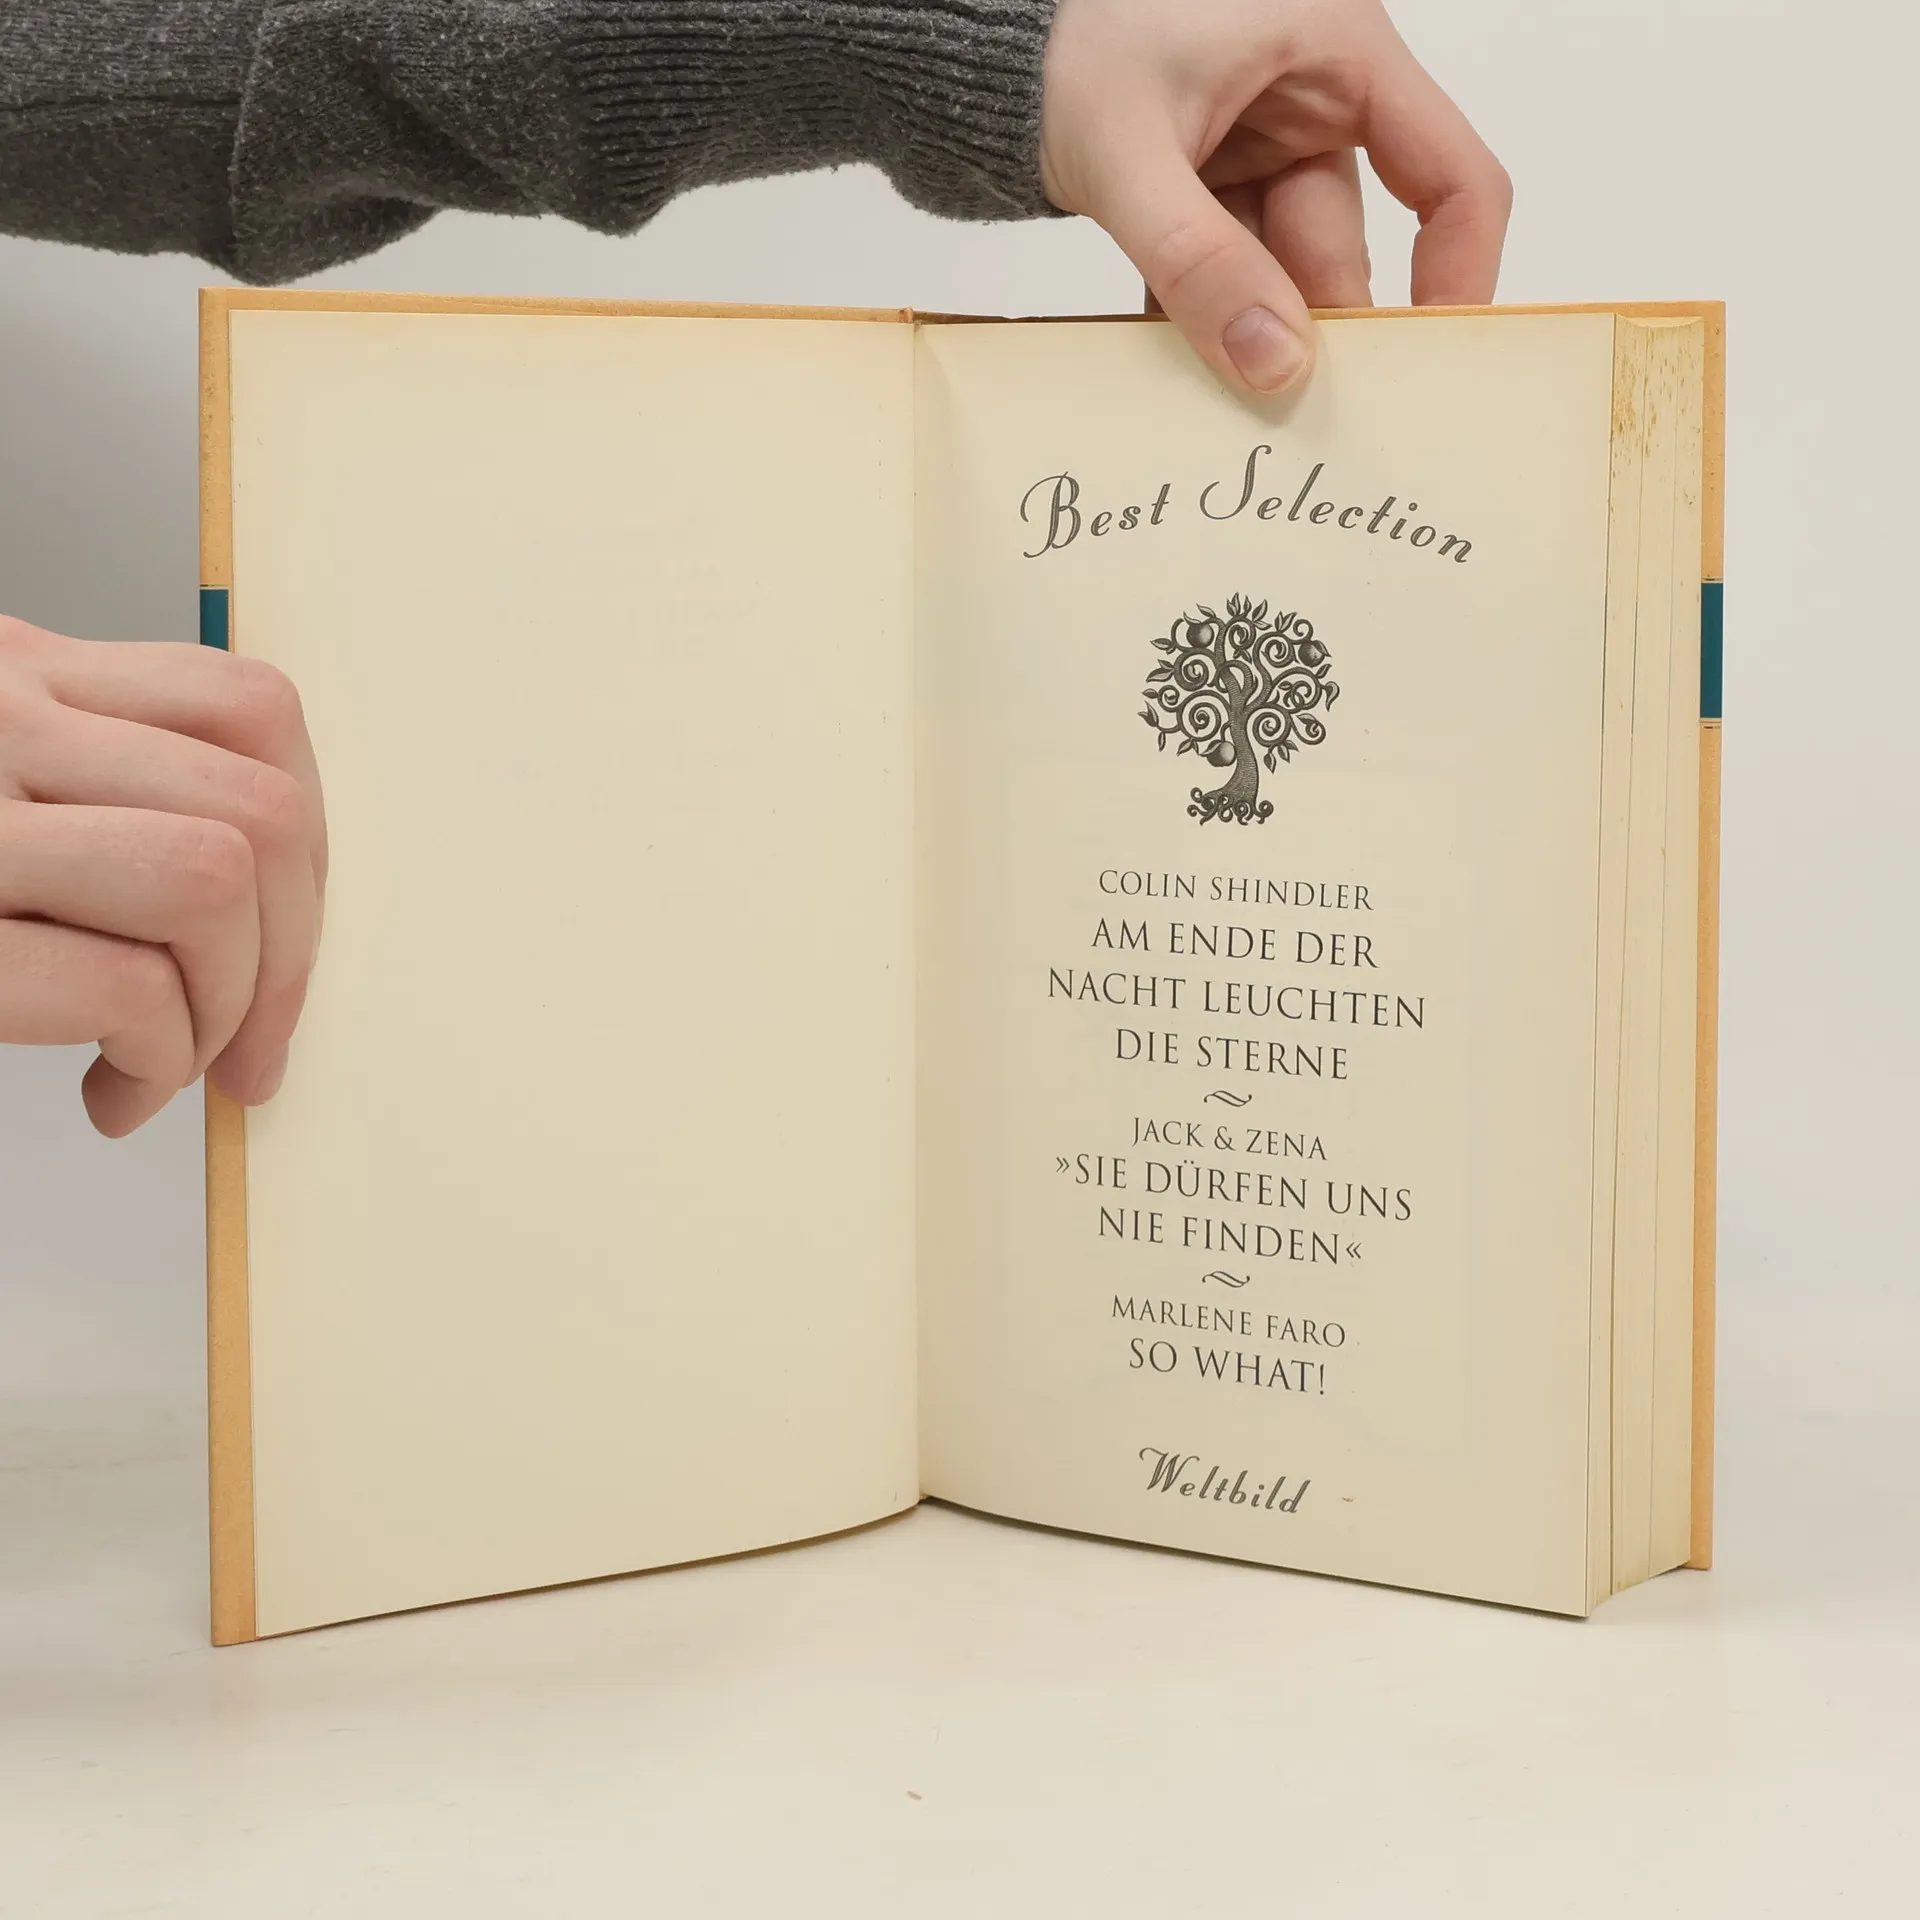 Best Selection
COLIN SHINDLER
AM ENDE DER
NACHT LEUCHTEN
DIE STERNE
JACK & ZENA
»SIE DÜRFEN UNS
NIE FINDEN«
MARLENE FARO
SO WHAT!
Weltbild